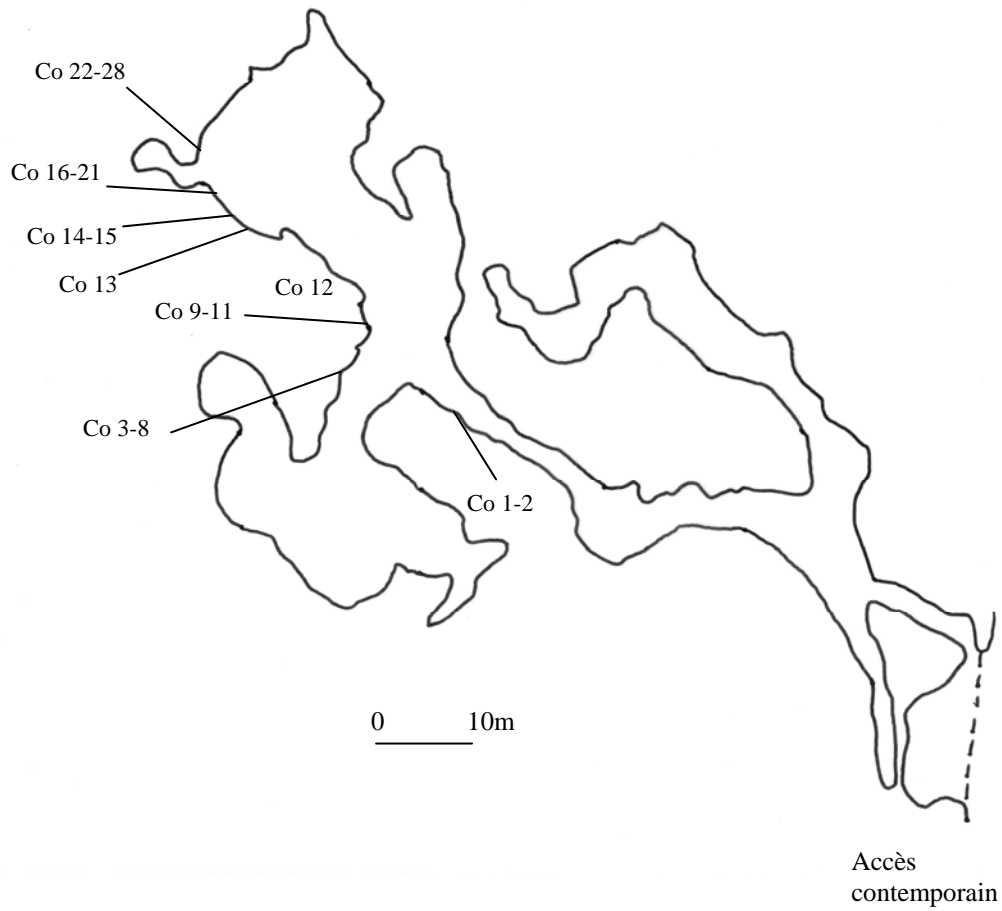 Co 22-28
Co 16-21
Co 14-15
Co 13
Co 12
Co 9-11
Co 3-8
Co 1-2
0 10m
Accès
contemporain